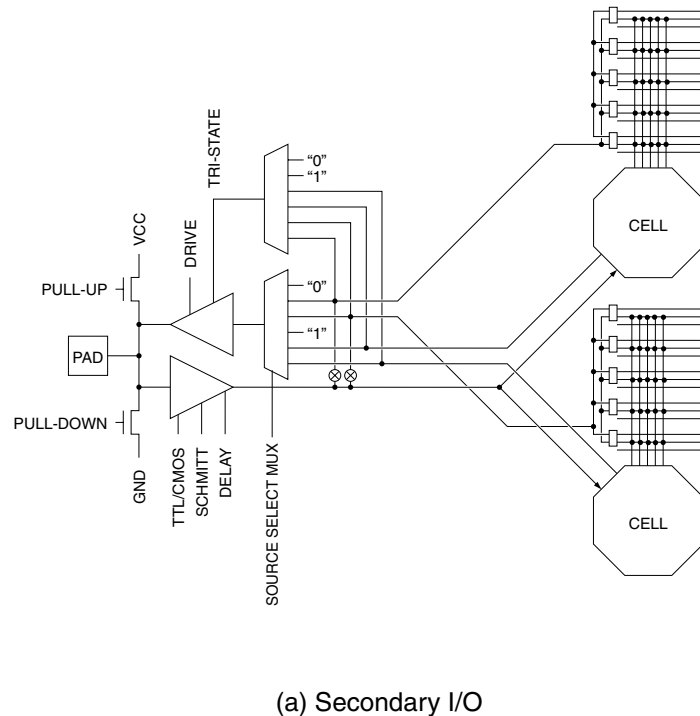 TRI-STATE
“0”
“1”
VCC
DRIVE
CELL
PULL-UP
“0”
“1”
PAD
PULL-DOWN
GND
TTL/CMOS
SCHMITT
DELAY
SOURCE SELECT MUX
CELL
(a) Secondary I/O